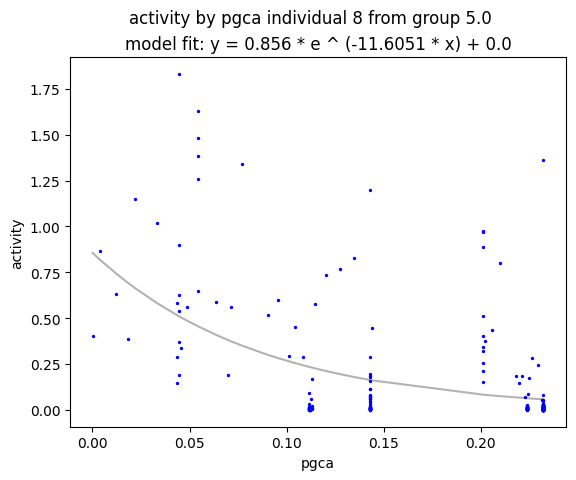 activity by pgca individual 8 from group 5.0
model fit: y = 0.856 * e ^ (-11.6051 * x) + 0.0
1.75
1.50
1.25
1.00
0.75
0.50
0.25
0.00
activity
0.00 0.05 0.10 0.15 0.20
pgca